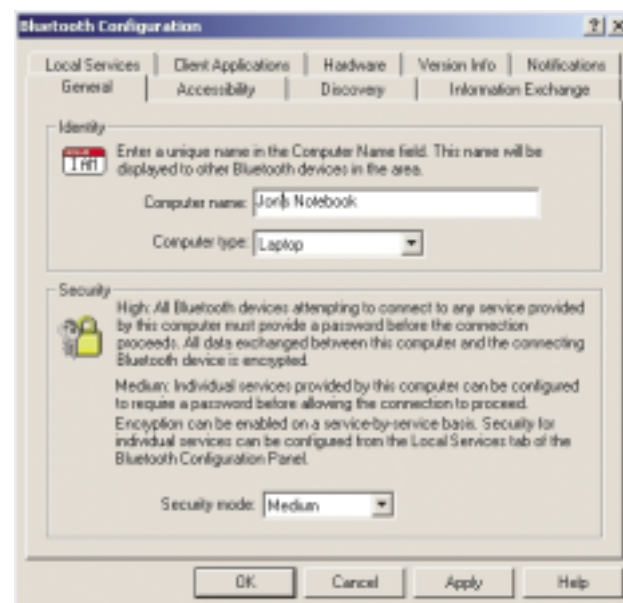 Bluetooth Configuration
Local Services Client Applications Hardware Version Info Notifications
General Accessibility Discovery Information Exchange
Identity
I AM
Enter a unique name in the Computer Name field. This name will be
displayed to other Bluetooth devices in the area.
Computer name: Jon's Notebook
Computer type: Laptop
Security
High: All Bluetooth devices attempting to connect to any service provided
by this computer must provide a password before the connection
proceeds. All data exchanged between this computer and the connecting
Bluetooth device is encrypted.
Medium: Individual services provided by this computer can be configured
to require a password before allowing the connection to proceed.
Encryption can be enabled on a service-by-service basis. Security for
individual services can be configured from the Local Services tab of the
Bluetooth Configuration Panel.
Security mode: Medium
OK Cancel Apply Help